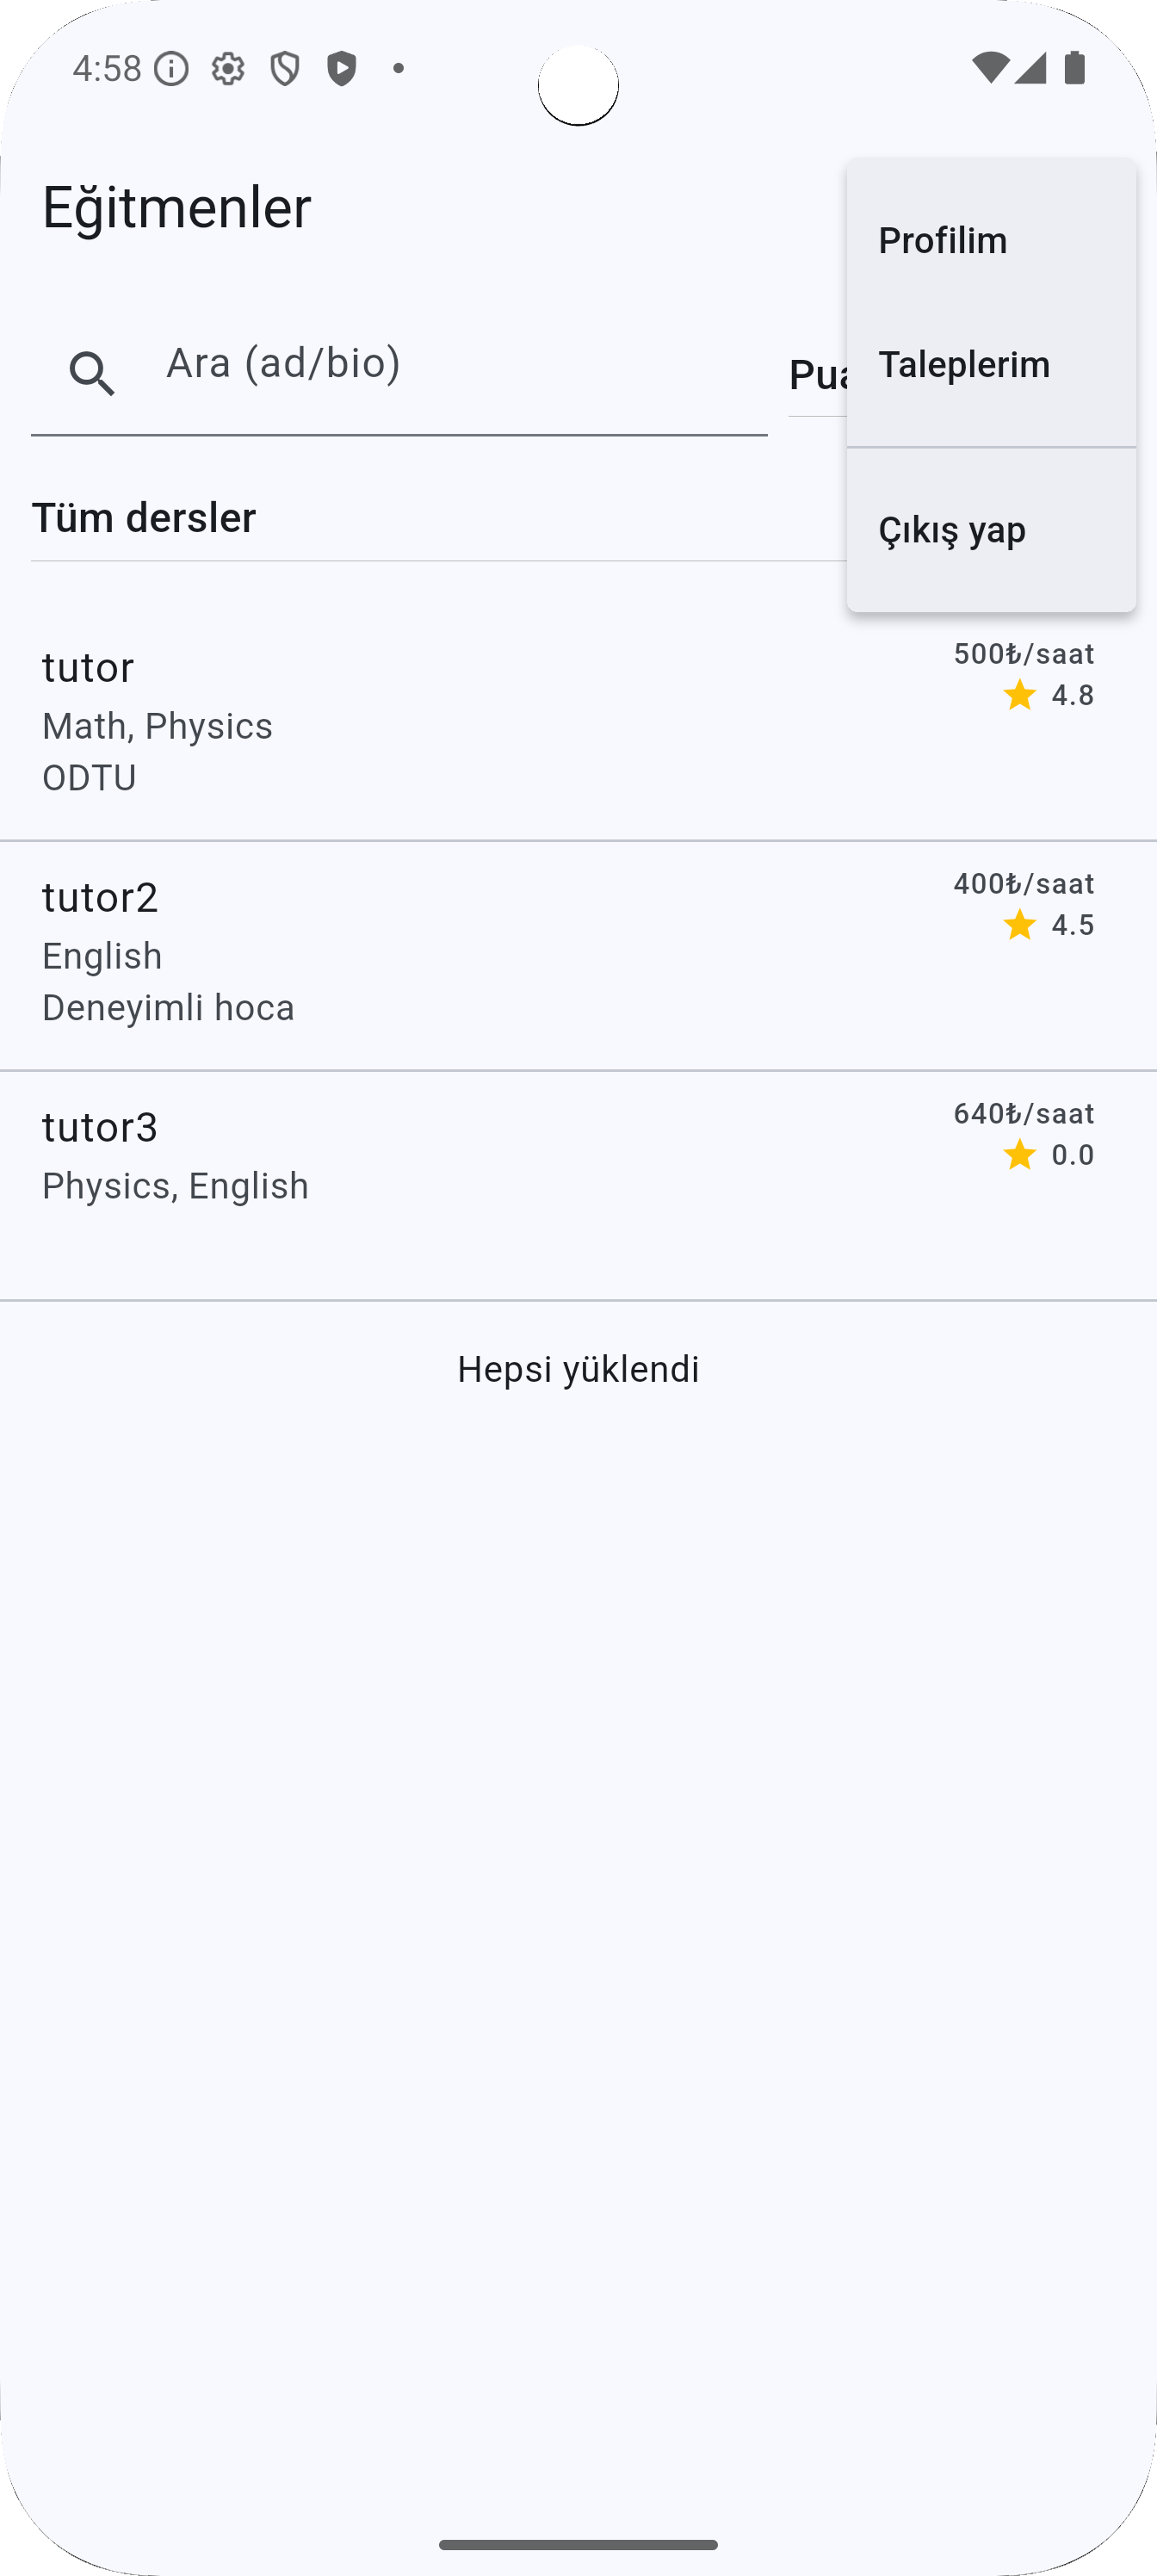 4:58
Eğitmenler
Profilim
Ara (ad/bio)
Taleplerim
Tüm dersler
Çıkış yap
tutor
500₺/saat
4.8
Math, Physics
ODTU
tutor2
400₺/saat
4.5
English
Deneyimli hoca
tutor3
640₺/saat
0.0
Physics, English
Hepsi yüklendi